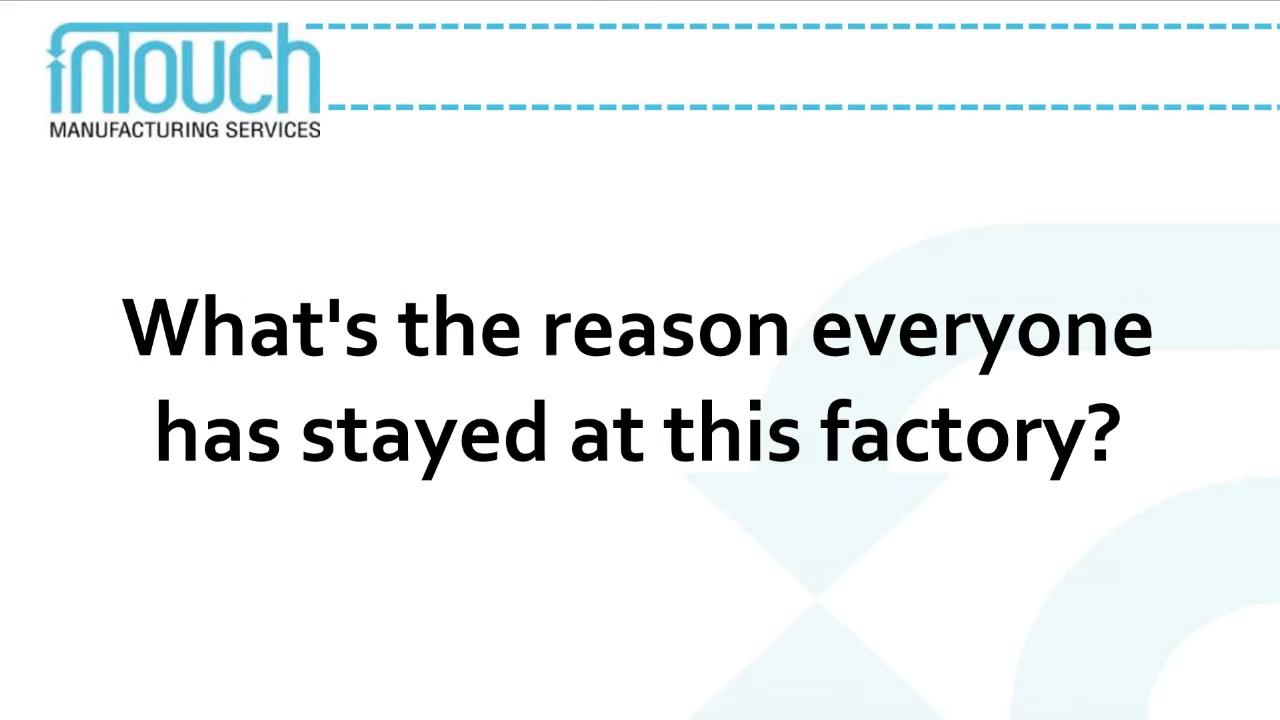 inTouch
MANUFACTURING SERVICES
What's the reason everyone
has stayed at this factory?